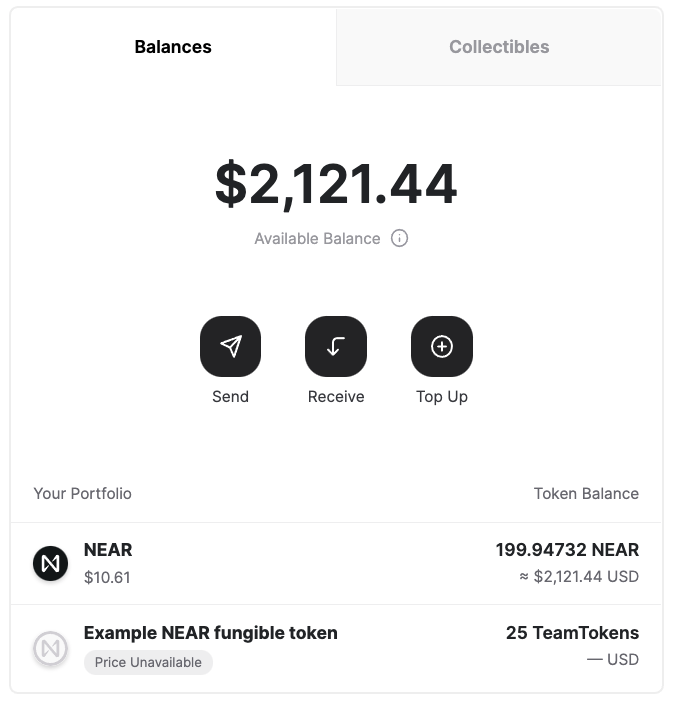 Balances
Collectibles
$2,121.44
Available Balance
Send
Receive
Top Up
Your Portfolio
Token Balance
NEAR
199.94732 NEAR
$10.61
≈ $2,121.44 USD
Example NEAR fungible token
25 TeamTokens
Price Unavailable
— USD